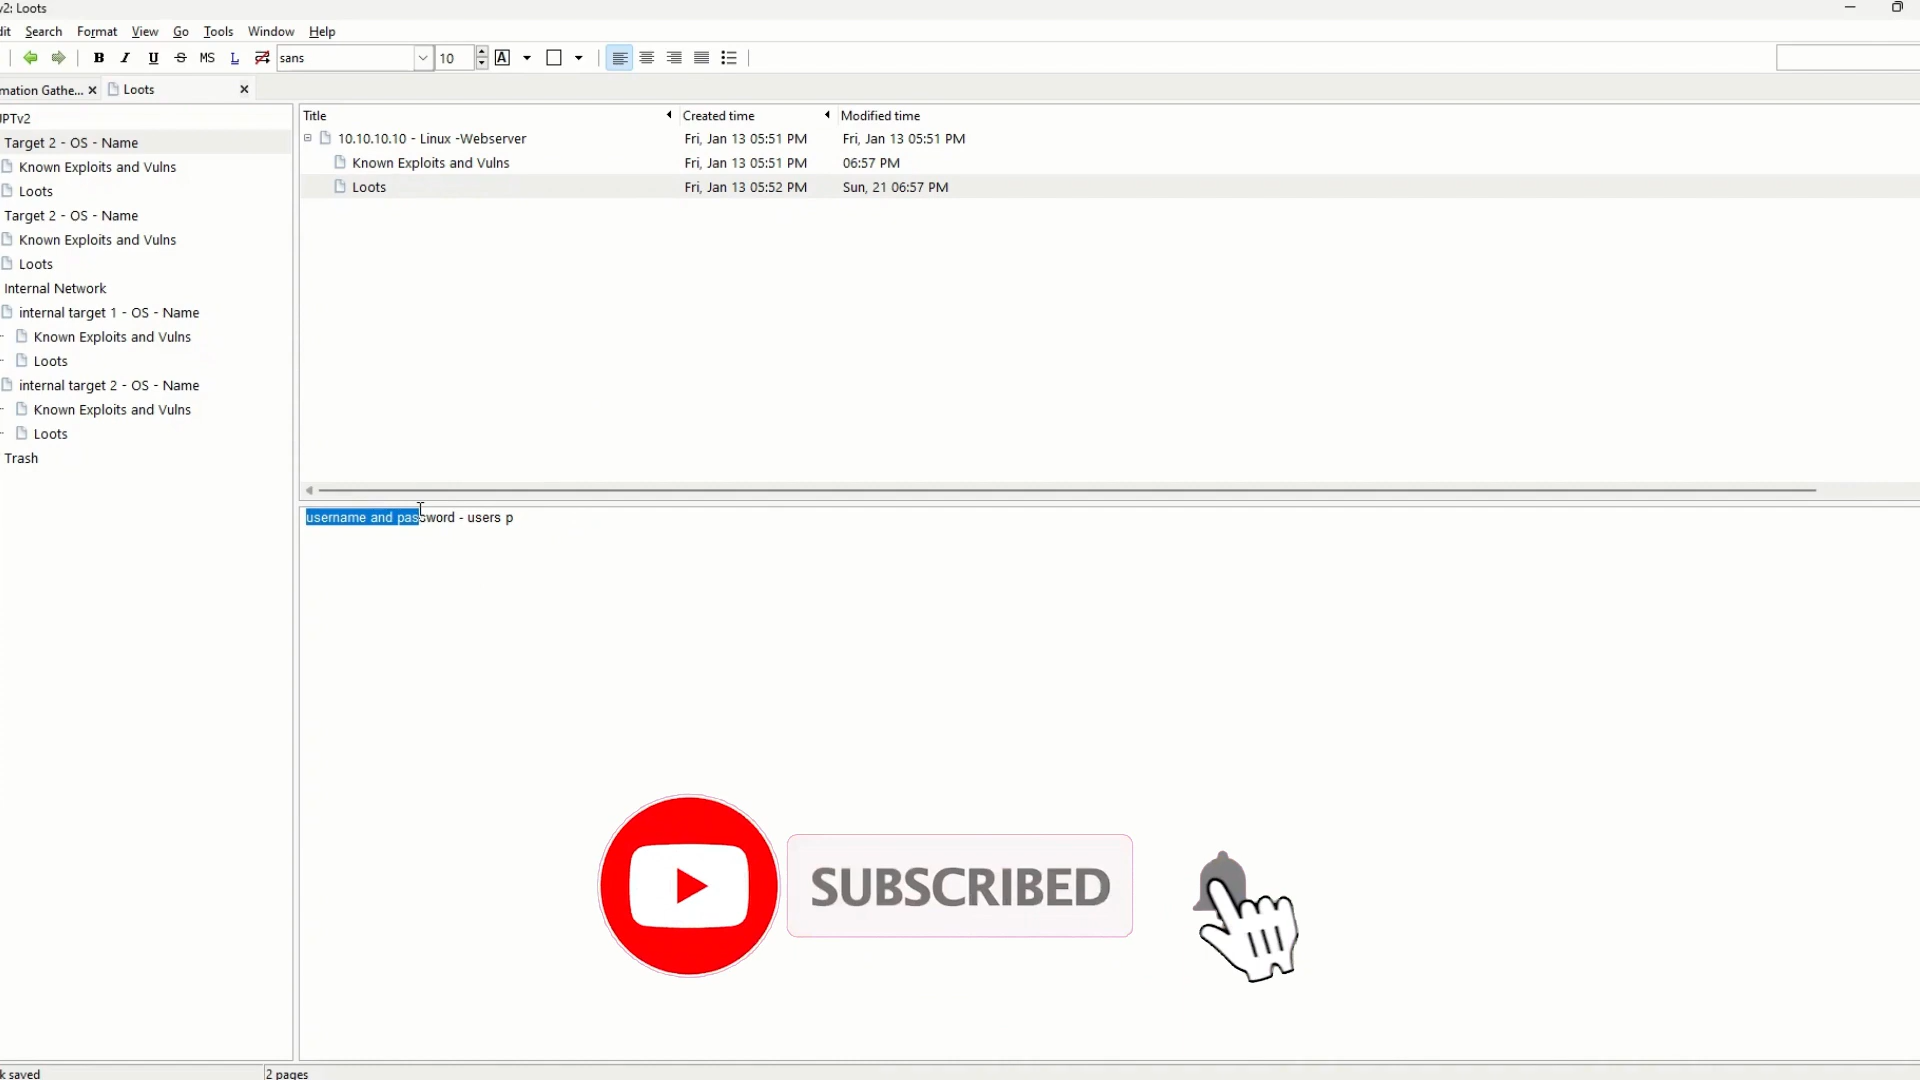 v2: Loots
dit Search Format View Go Tools Window Help
B I U S MS L sans 10 A
mation Gathe... Loots
JPTv2
Target 2 - OS - Name
Known Exploits and Vulns
Loots
Target 2 - OS - Name
Known Exploits and Vulns
Loots
Internal Network
internal target 1 - OS - Name
Known Exploits and Vulns
Loots
internal target 2 - OS - Name
Known Exploits and Vulns
Loots
Trash
Title Created time Modified time
10.10.10.10 - Linux -Webserver Fri, Jan 13 05:51 PM Fri, Jan 13 05:51 PM
Known Exploits and Vulns Fri, Jan 13 05:51 PM 06:57 PM
Loots Fri, Jan 13 05:52 PM Sun, 21 06:57 PM
username and password - users p
SUBSCRIBED
k saved 2 pages